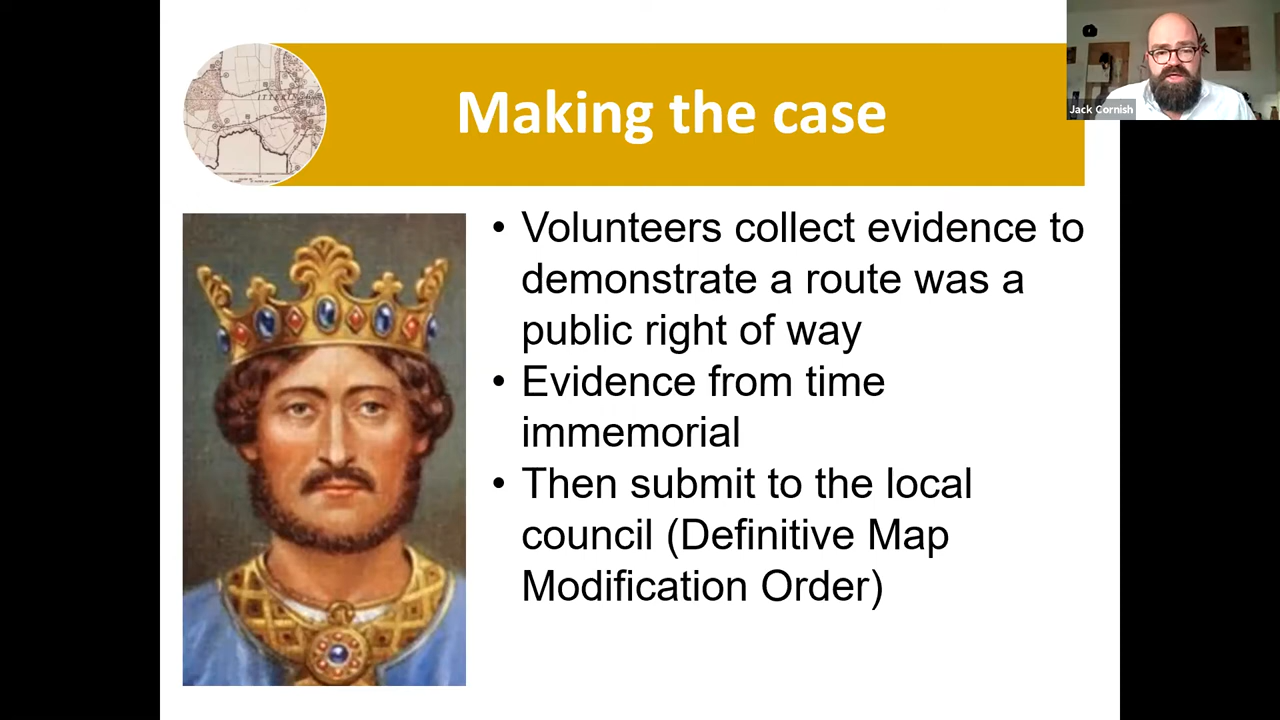 Making the case
Jack Cornish
• Volunteers collect evidence to
demonstrate a route was a
public right of way
• Evidence from time
immemorial
• Then submit to the local
council (Definitive Map
Modification Order)